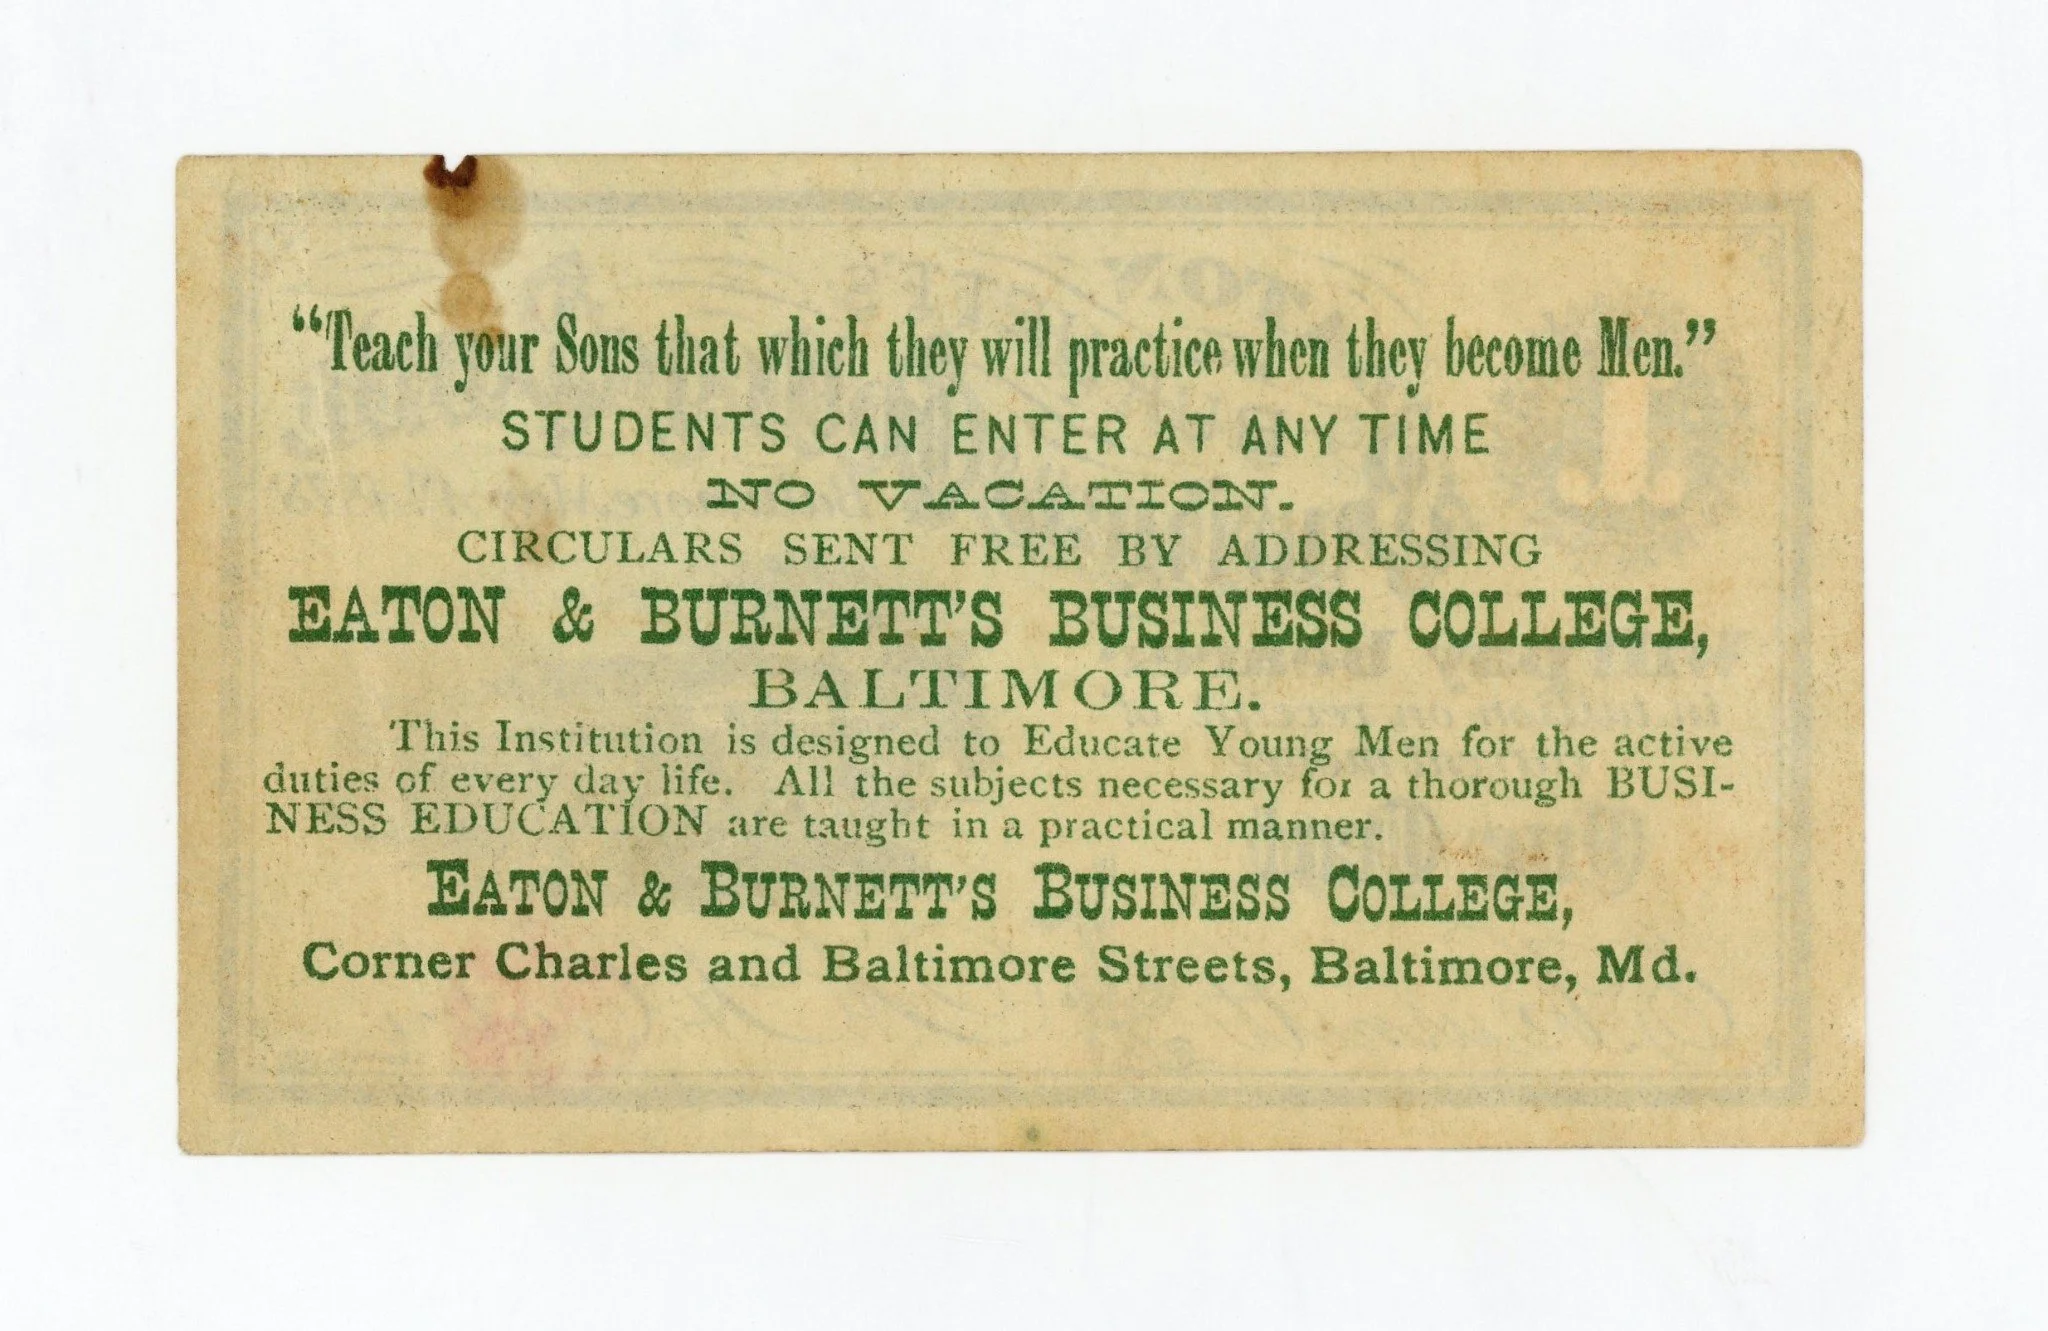 “Teach your Sons that which they will practice when they become Men.”
STUDENTS CAN ENTER AT ANY TIME
NO VACATION.
CIRCULARS SENT FREE BY ADDRESSING
EATON & BURNETT’S BUSINESS COLLEGE,
BALTIMORE.
This Institution is designed to Educate Young Men for the active
duties of every day life. All the subjects necessary for a thorough BUSI-
NESS EDUCATION are taught in a practical manner.
EATON & BURNETT’S BUSINESS COLLEGE,
Corner Charles and Baltimore Streets, Baltimore, Md.